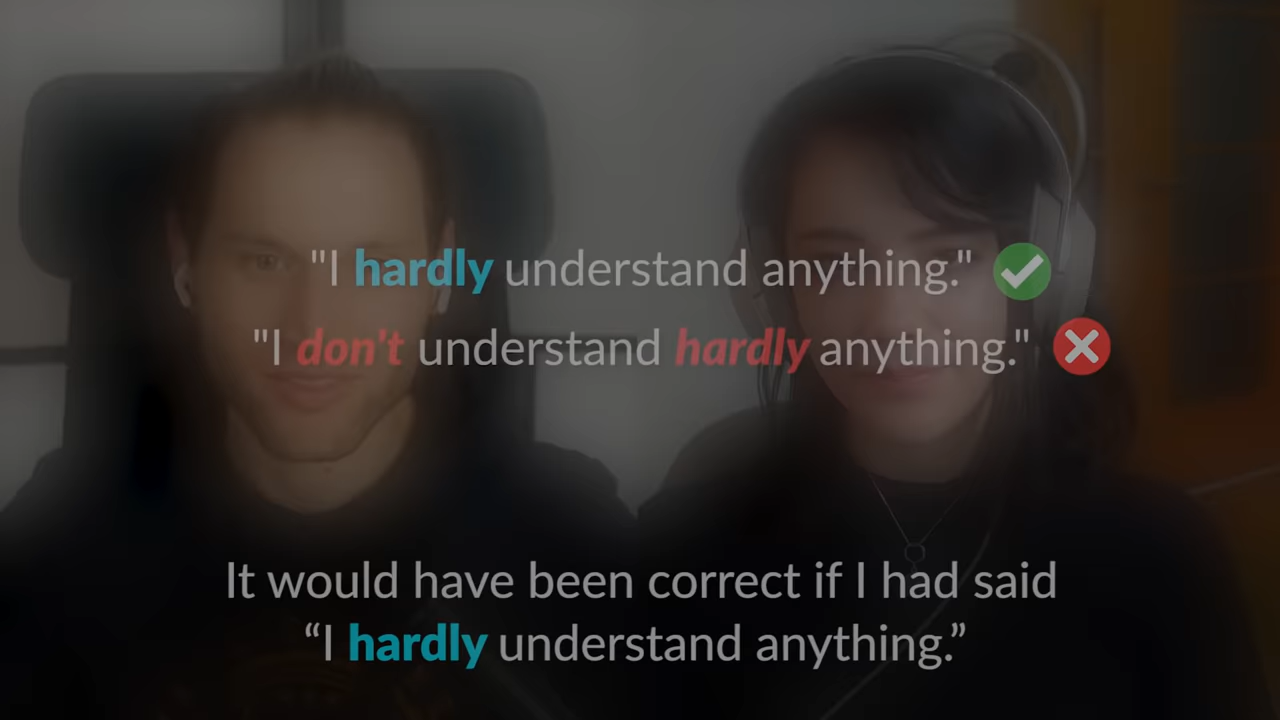 "I hardly understand anything."
"I don't understand hardly anything."
It would have been correct if I had said
“I hardly understand anything.”